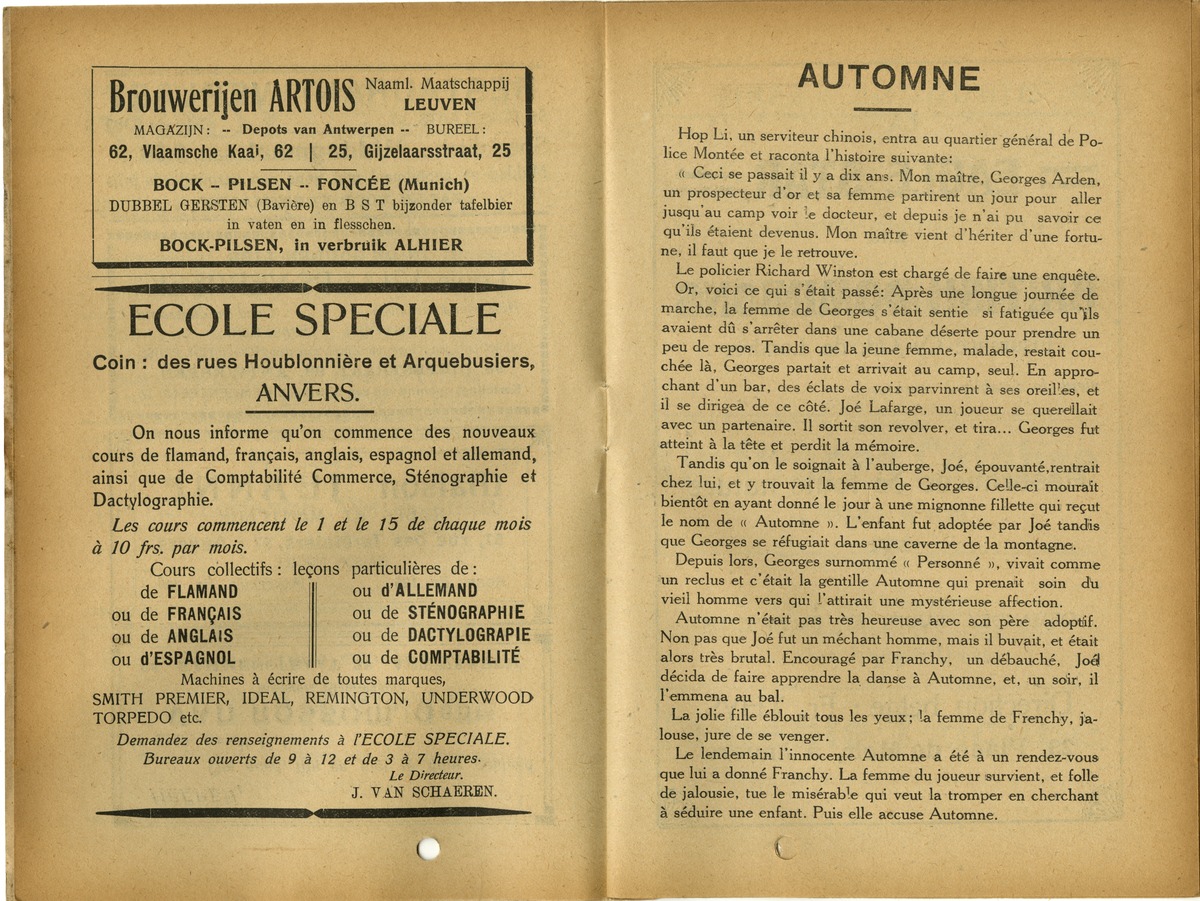 Brouwerijen ARTOIS Naaml. Maatschappij
LEUVEN
MAGAZIJN: -- Depots van Antwerpen -- BUREEL:
62, Vlaamsche Kaai, 62 | 25, Gijzelaarsstraat, 25
BOCK -- PILSEN -- FONCÉE (Munich)
DUBBEL GERSTEN (Bavière) en B S T bijzonder tafelbier
in vaten en in flesschen.
BOCK-PILSEN, in verbruik ALHIER
ECOLE SPECIALE
Coin : des rues Houblonnière et Arquebusiers,
ANVERS.
On nous informe qu'on commence des nouveaux
cours de flamand, français, anglais, espagnol et allemand,
ainsi que de Comptabilité Commerce, Sténographie et
Dactylographie.
Les cours commencent le 1 et le 15 de chaque mois
à 10 frs. par mois.
Cours collectifs : leçons particulières de :
de FLAMAND
ou de FRANÇAIS
ou de ANGLAIS
ou d'ESPAGNOL
ou d'ALLEMAND
ou de STÉNOGRAPHIE
ou de DACTYLOGRAPIE
ou de COMPTABILITÉ
Machines à écrire de toutes marques,
SMITH PREMIER, IDEAL, REMINGTON, UNDERWOOD
TORPEDO etc.
Demandez des renseignements à l'ECOLE SPECIALE.
Bureaux ouverts de 9 à 12 et de 3 à 7 heures.
Le Directeur.
J. VAN SCHAEREN.
AUTOMNE
Hop Li, un serviteur chinois, entra au quartier général de Po-
lice Montée et raconta l'histoire suivante:
« Ceci se passait il y a dix ans. Mon maître, Georges Arden,
un prospecteur d'or et sa femme partirent un jour pour aller
jusqu'au camp voir le docteur, et depuis je n'ai pu savoir ce
qu'ils étaient devenus. Mon maître vient d'hériter d'une fortu-
ne, il faut que je le retrouve.
Le policier Richard Winston est chargé de faire une enquête.
Or, voici ce qui s'était passé: Après une longue journée de
marche, la femme de Georges s'était sentie si fatiguée qu'ils
avaient dû s'arrêter dans une cabane déserte pour prendre un
peu de repos. Tandis que la jeune femme, malade, restait cou-
chée là, Georges partait et arrivait au camp, seul. En appro-
chant d'un bar, des éclats de voix parvinrent à ses oreilles, et
il se dirigea de ce côté. Joé Lafarge, un joueur se querellait
avec un partenaire. Il sortit son revolver, et tira... Georges fut
atteint à la tête et perdit la mémoire.
Tandis qu'on le soignait à l'auberge, Joé, épouvanté,rentrait
chez lui, et y trouvait la femme de Georges. Celle-ci mourait
bientôt en ayant donné le jour à une mignonne fillette qui reçut
le nom de « Automne ». L'enfant fut adoptée par Joé tandis
que Georges se réfugiait dans une caverne de la montagne.
Depuis lors, Georges surnommé « Personné », vivait comme
un reclus et c'était la gentille Automne qui prenait soin du
vieil homme vers qui l'attirait une mystérieuse affection.
Automne n'était pas très heureuse avec son père adoptif.
Non pas que Joé fut un méchant homme, mais il buvait, et était
alors très brutal. Encouragé par Franchy, un débauché, Joé
décida de faire apprendre la danse à Automne, et, un soir, il
l'emmena au bal.
La jolie fille éblouit tous les yeux; la femme de Frenchy, ja-
louse, jure de se venger.
Le lendemain l'innocente Automne a été à un rendez-vous
que lui a donné Franchy. La femme du joueur survient, et folle
de jalousie, tue le misérable qui veut la tromper en cherchant
à séduire une enfant. Puis elle accuse Automne.